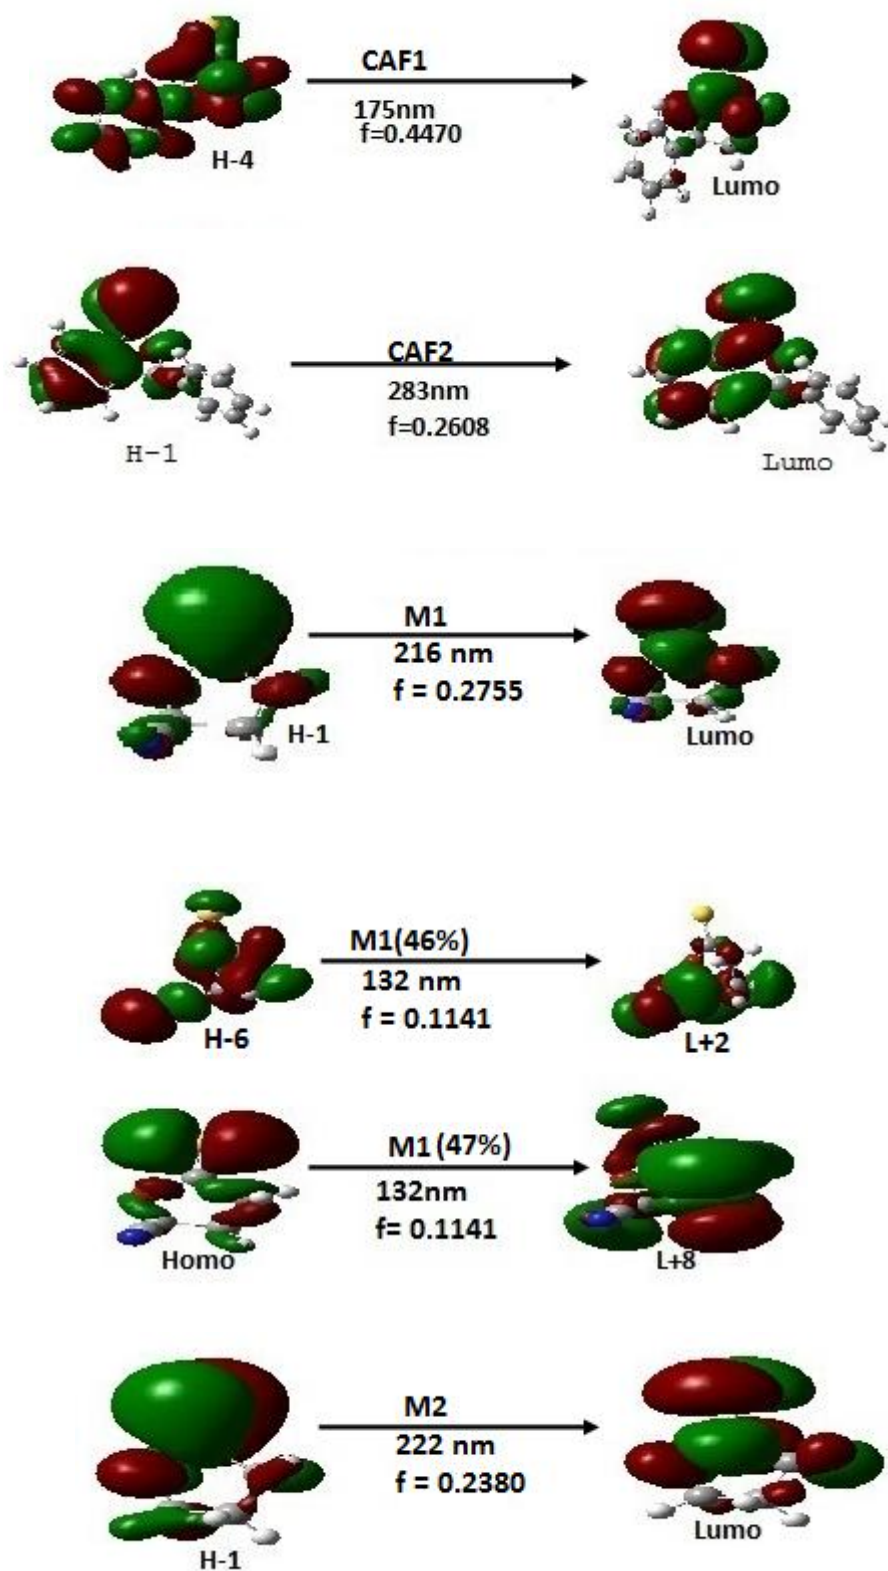 CAF1
175nm
f=0.4470
H-4
Lumo
CAF2
283nm
f=0.2608
H-1
Lumo
M1
216 nm
f = 0.2755
H-1
Lumo
M1(46%)
132 nm
f = 0.1141
H-6
L+2
M1(47%)
132nm
f= 0.1141
Homo
L+8
M2
222 nm
f = 0.2380
H-1
Lumo